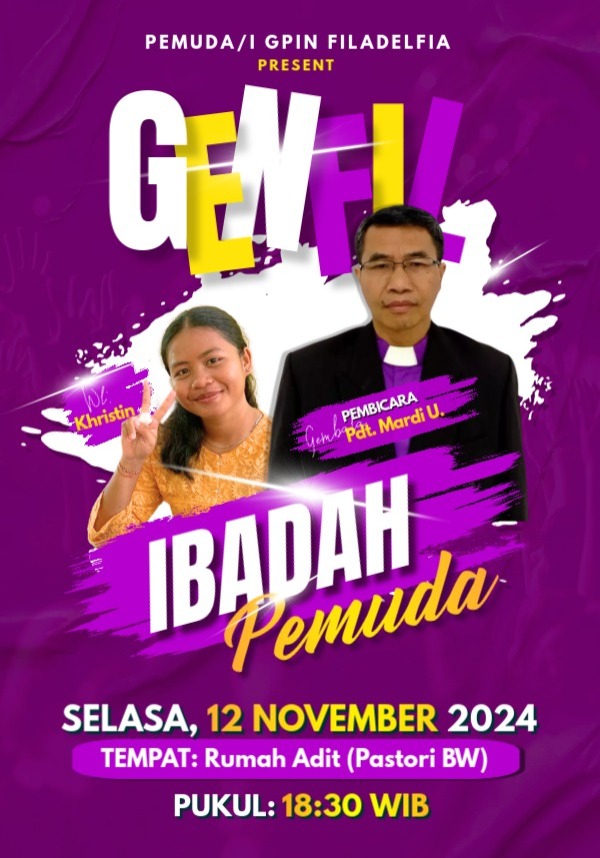 PEMUDA/I GPIN FILADELFIA
PRESENT
GENFIL
WL
Khristin
PEMBICARA
Gembala
Pdt. Mardi U.
IBADAH
Pemuda
SELASA, 12 NOVEMBER 2024
TEMPAT: Rumah Adit (Pastori BW)
PUKUL: 18:30 WIB